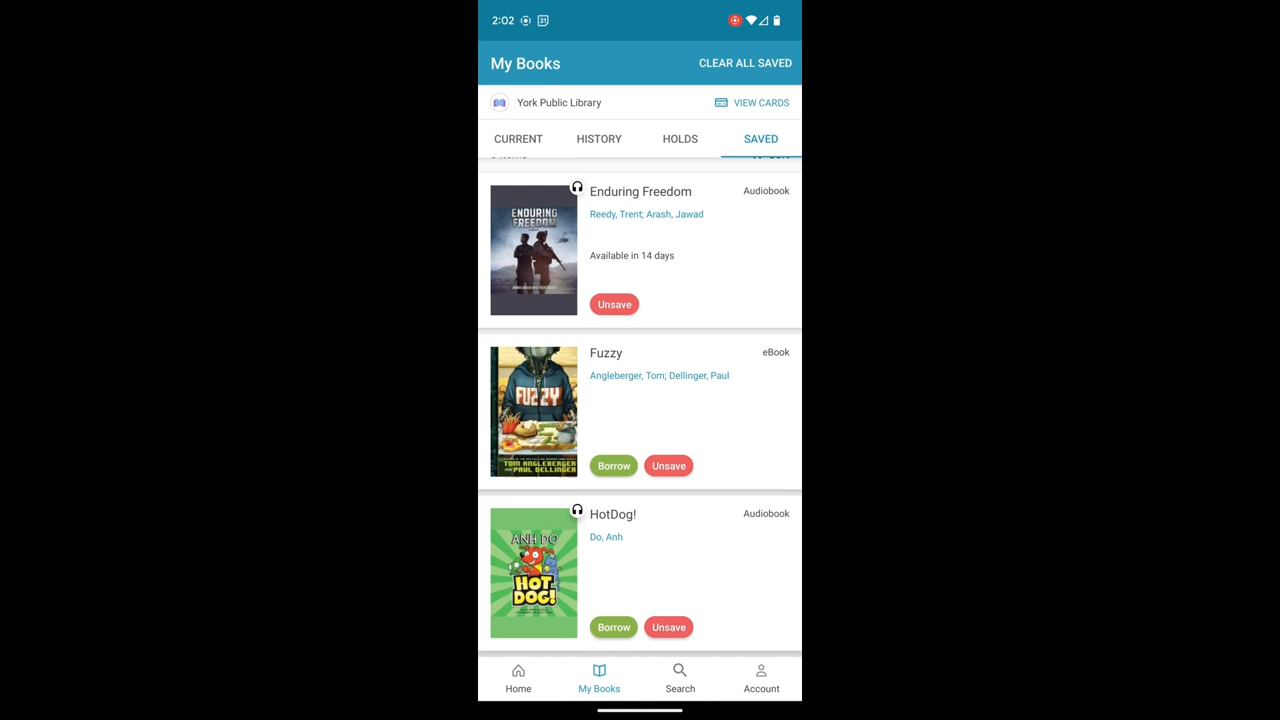 2:02
31
My Books
CLEAR ALL SAVED
York Public Library
VIEW CARDS
CURRENT
HISTORY
HOLDS
SAVED
Enduring Freedom
Audiobook
Reedy, Trent; Arash, Jawad
Available in 14 days
Unsave
ENDURING
FREEDOM
Fuzzy
eBook
Angleberger, Tom; Dellinger, Paul
Borrow
Unsave
FUZZY
TOM ANGLEBERGER
AND PAUL DELLINGER
HotDog!
Audiobook
Do, Anh
Borrow
Unsave
ANH DO
HOT
DOG!
Home
My Books
Search
Account